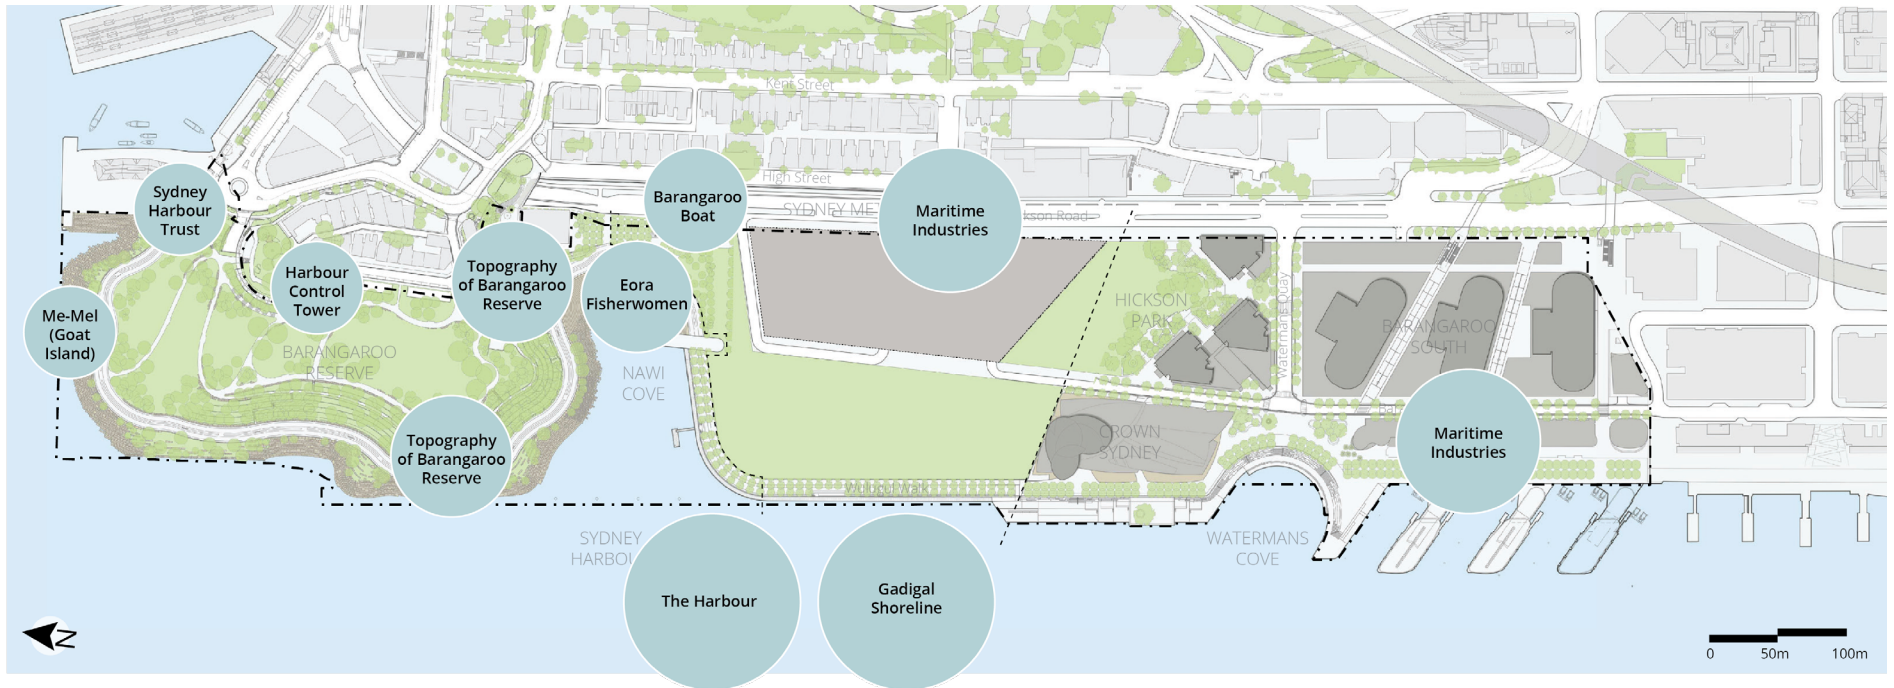 Kent Street
High Street
SYDNEY ME
kson Road
Sydney
Harbour
Trust
Barangaroo
Boat
Maritime
Industries
Harbour
Control
Tower
Topography
of Barangaroo
Reserve
Eora
Fisherwomen
Me-Mel
(Goat
Island)
BARANGAROO
RESERVE
NAWI
COVE
HICKSON
PARK
Watermans Quay
BARANGAROO
SOUTH
Topography
of Barangaroo
Reserve
CROWN
SYDNEY
Maritime
Industries
Wulugul Walk
SYDNEY
HARBOU
WATERMANS
COVE
The Harbour
Gadigal
Shoreline
N
0 50m 100m